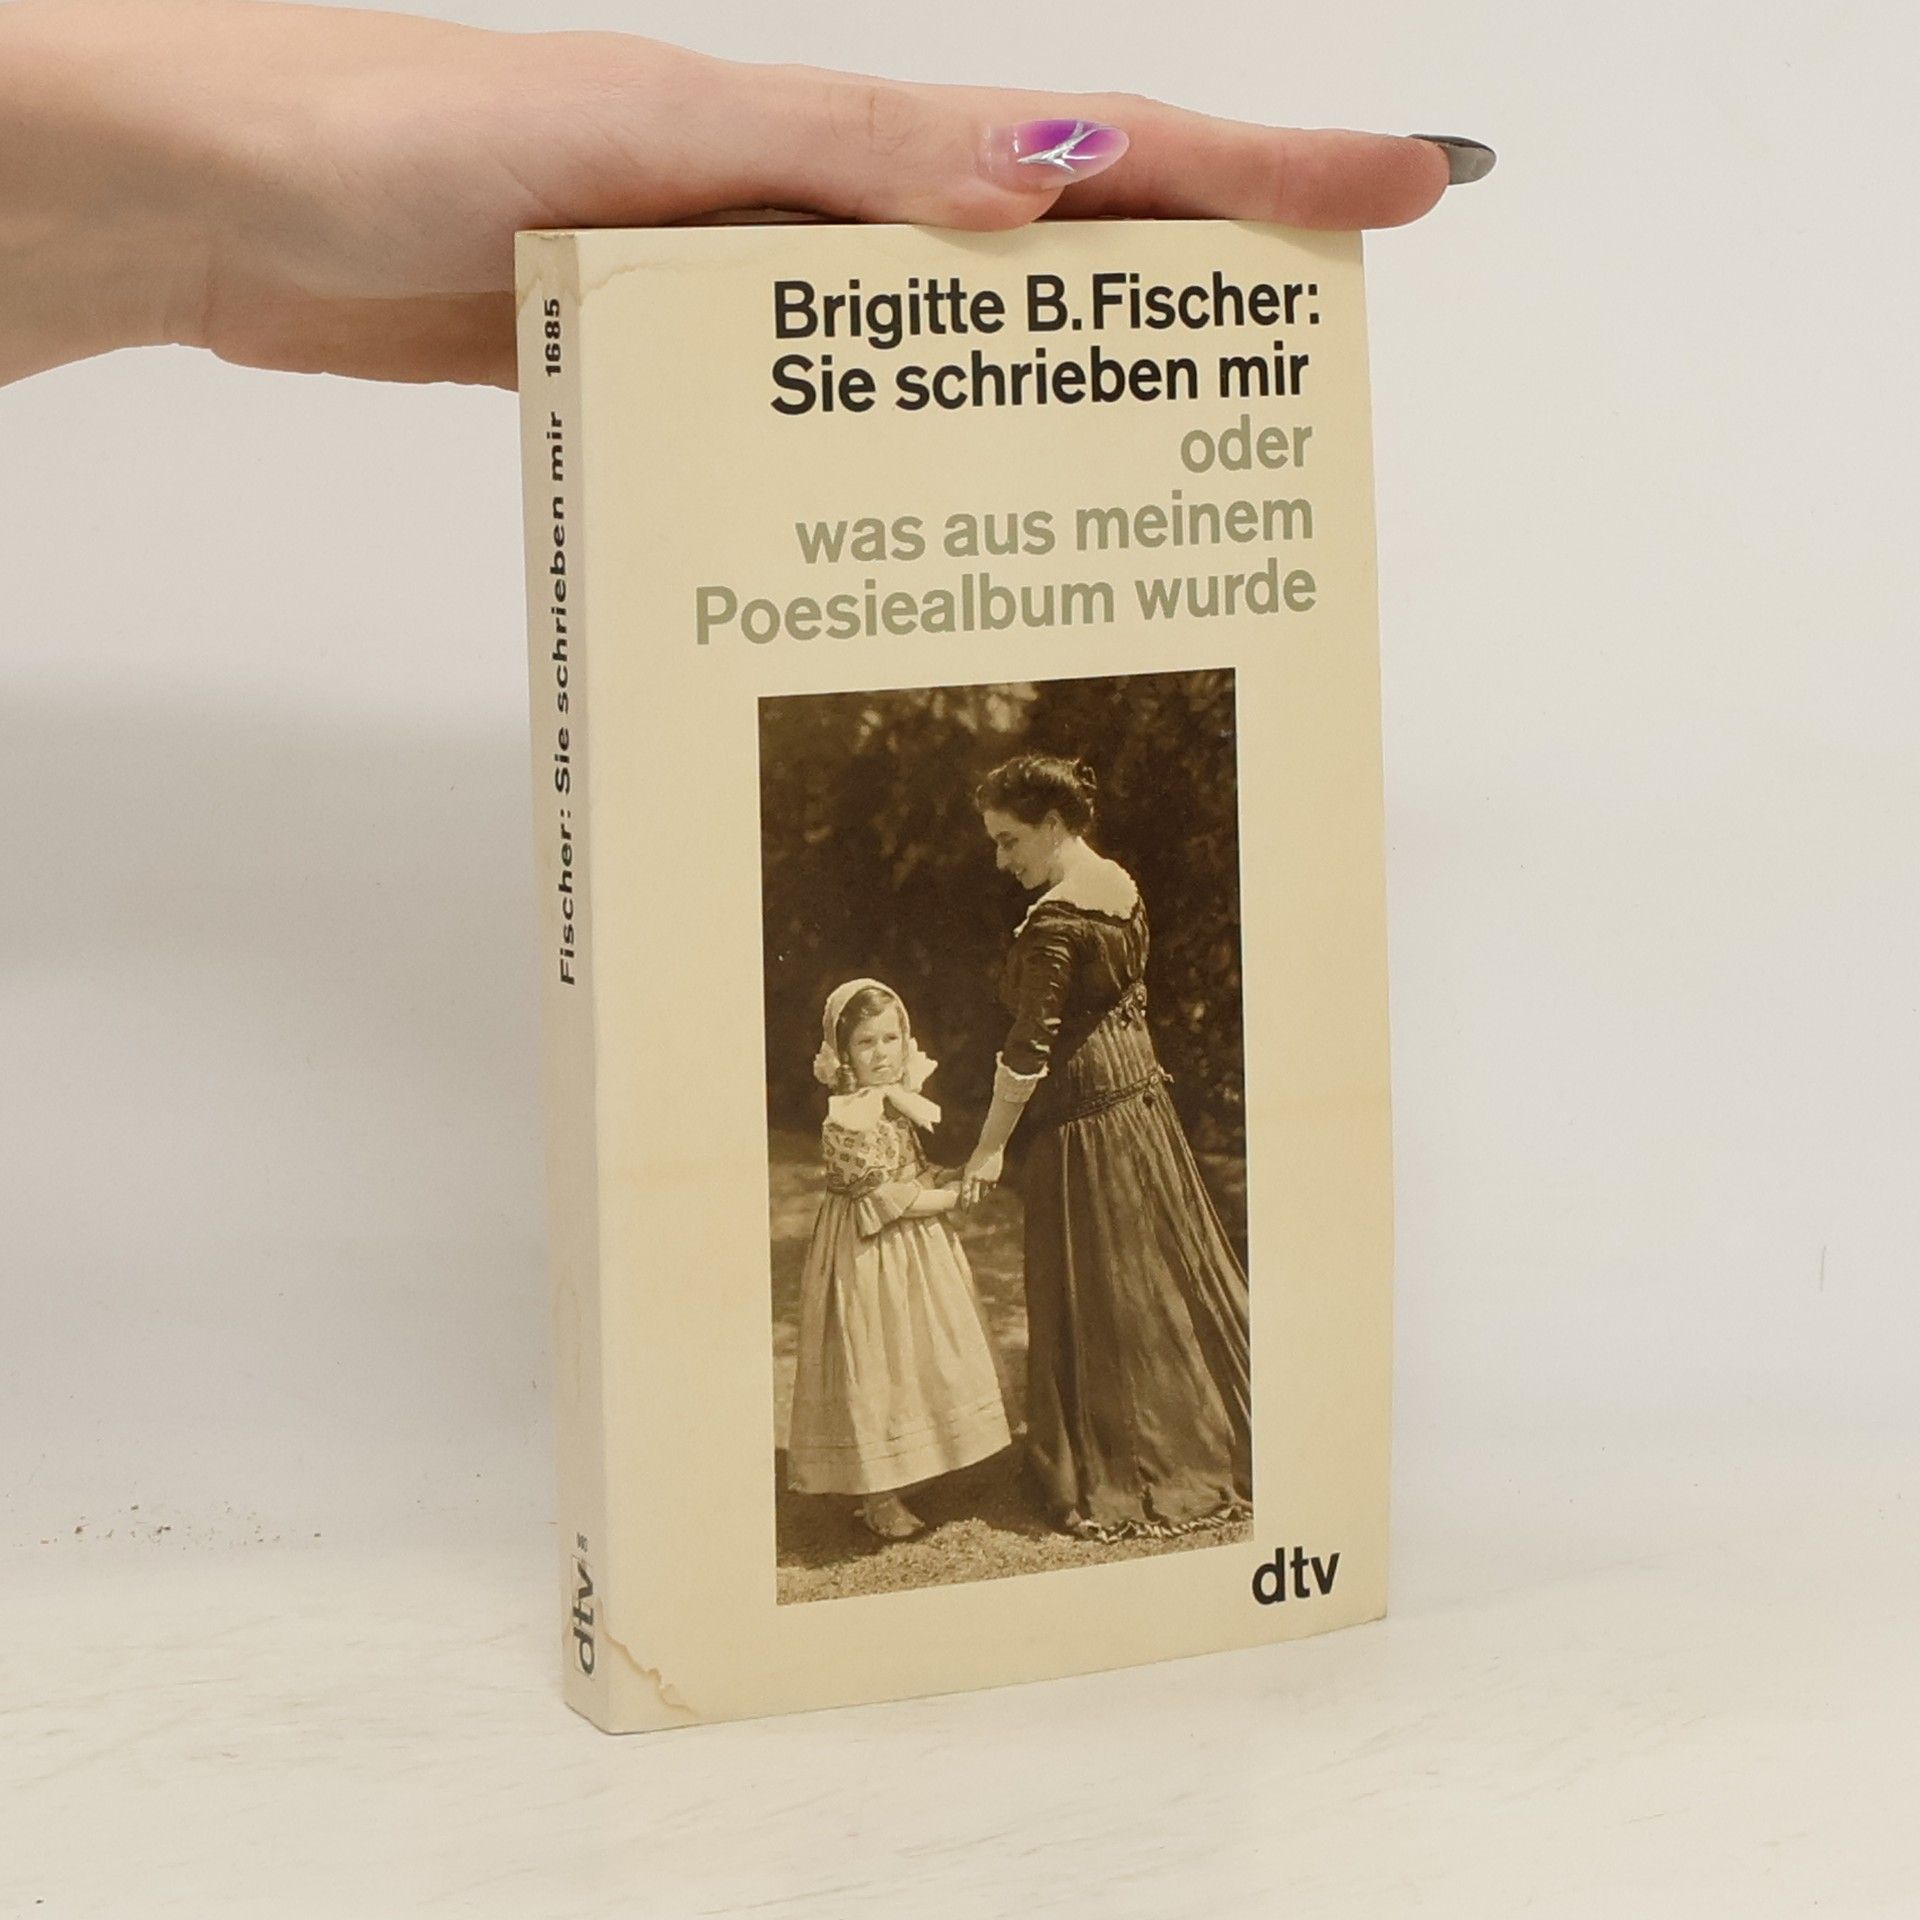 Brigitte B. Fischer:
Sie schrieben mir
oder
was aus meinem
Poesiealbum wurde
dtv
Fischer: Sie schrieben mir 1685
dtv